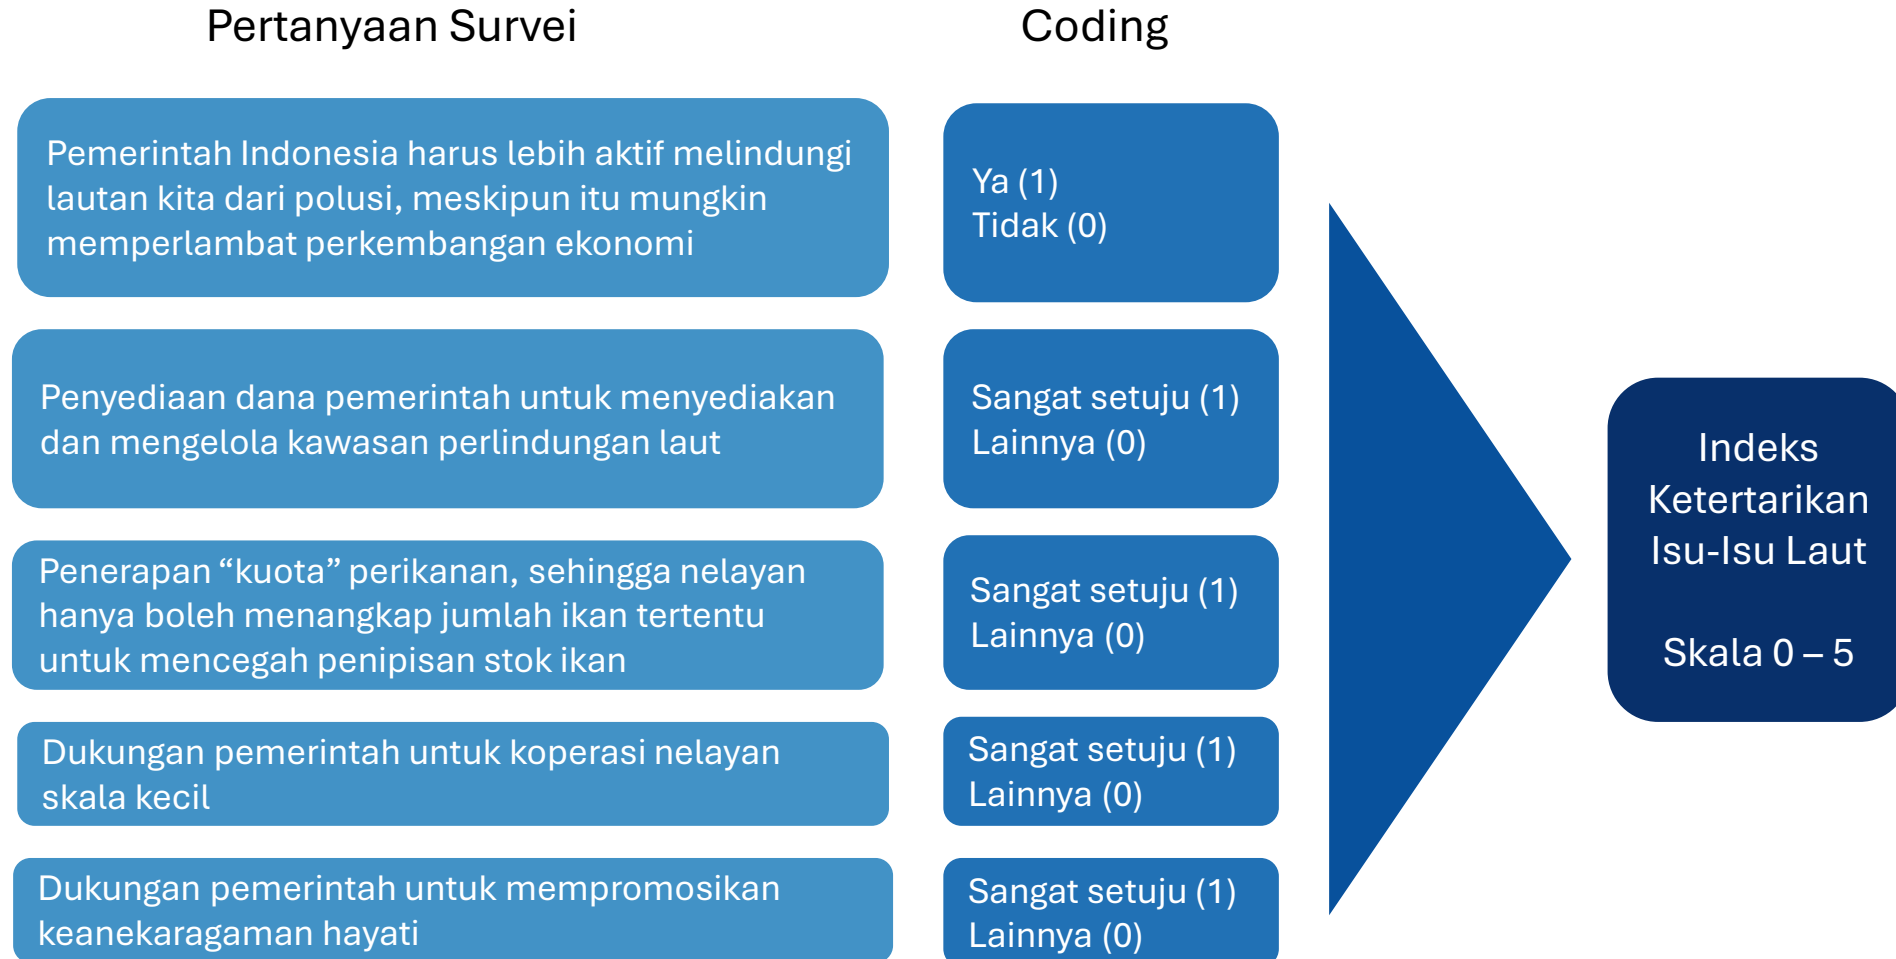 Pertanyaan Survei
Coding
Pemerintah Indonesia harus lebih aktif melindungi
lautan kita dari polusi, meskipun itu mungkin
memperlambat perkembangan ekonomi
Ya (1)
Tidak (0)
Penyediaan dana pemerintah untuk menyediakan
dan mengelola kawasan perlindungan laut
Sangat setuju (1)
Lainnya (0)
Penerapan “kuota” perikanan, sehingga nelayan
hanya boleh menangkap jumlah ikan tertentu
untuk mencegah penipisan stok ikan
Sangat setuju (1)
Lainnya (0)
Dukungan pemerintah untuk koperasi nelayan
skala kecil
Sangat setuju (1)
Lainnya (0)
Dukungan pemerintah untuk mempromosikan
keanekaragaman hayati
Sangat setuju (1)
Lainnya (0)
Indeks
Ketertarikan
Isu-Isu Laut
Skala 0 – 5